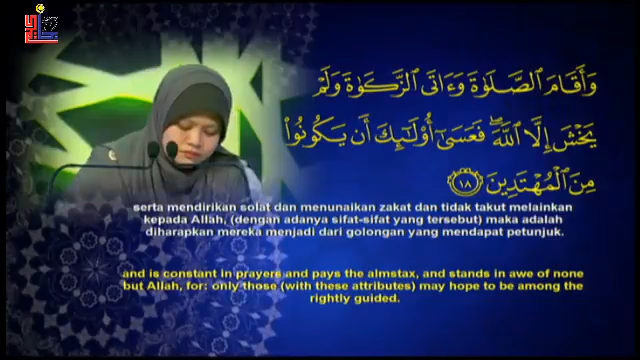 وَأَقَامَ ٱلصَّلَوٰةَ وَءَاتَى ٱلزَّكَوٰةَ وَلَمْ
يَخْشَ إِلَّا ٱللَّهَ ۖ فَعَسَىٰٓ أُو۟لَٰٓئِكَ أَن يَكُونُوا۟
مِنَ ٱلْمُهْتَدِينَ ١٨
serta mendirikan solat dan menunaikan zakat dan tidak takut melainkan
kepada Allah, (dengan adanya sifat-sifat yang tersebut) maka adalah
diharapkan mereka menjadi dari golongan yang mendapat petunjuk.
and is constant in prayers and pays the almstax, and stands in awe of none
but Allah, for: only those (with these attributes) may hope to be among the
rightly guided.